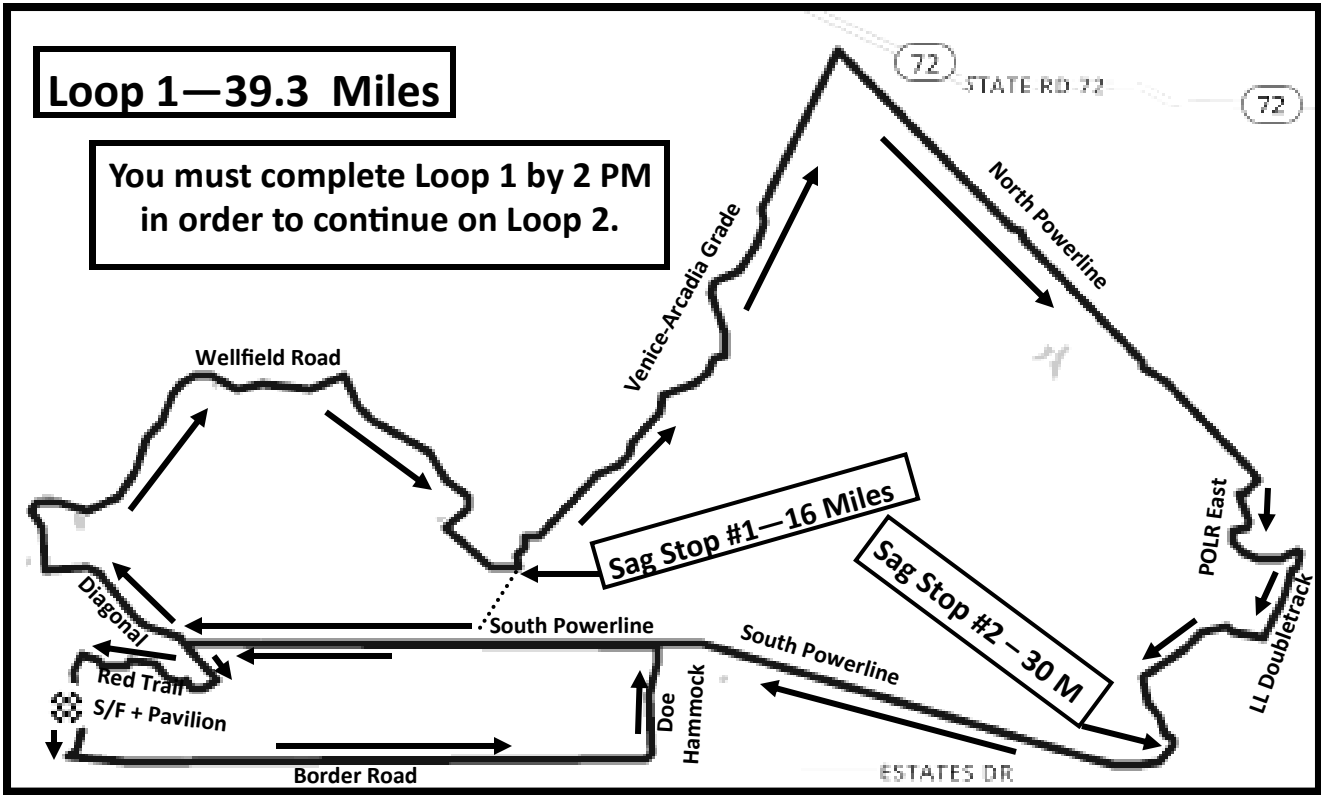 Loop 1—39.3 Miles
You must complete Loop 1 by 2 PM
in order to continue on Loop 2.
72
STATE RD 72
72
North Powerline
Venice-Arcadia Grade
Wellfield Road
Sag Stop #1—16 Miles
POLR East
Sag Stop #2 – 30 M
LL Doubletrack
Diagonal
South Powerline
South Powerline
Red Trail
S/F + Pavilion
Doe
Hammock
Border Road
ESTATES DR